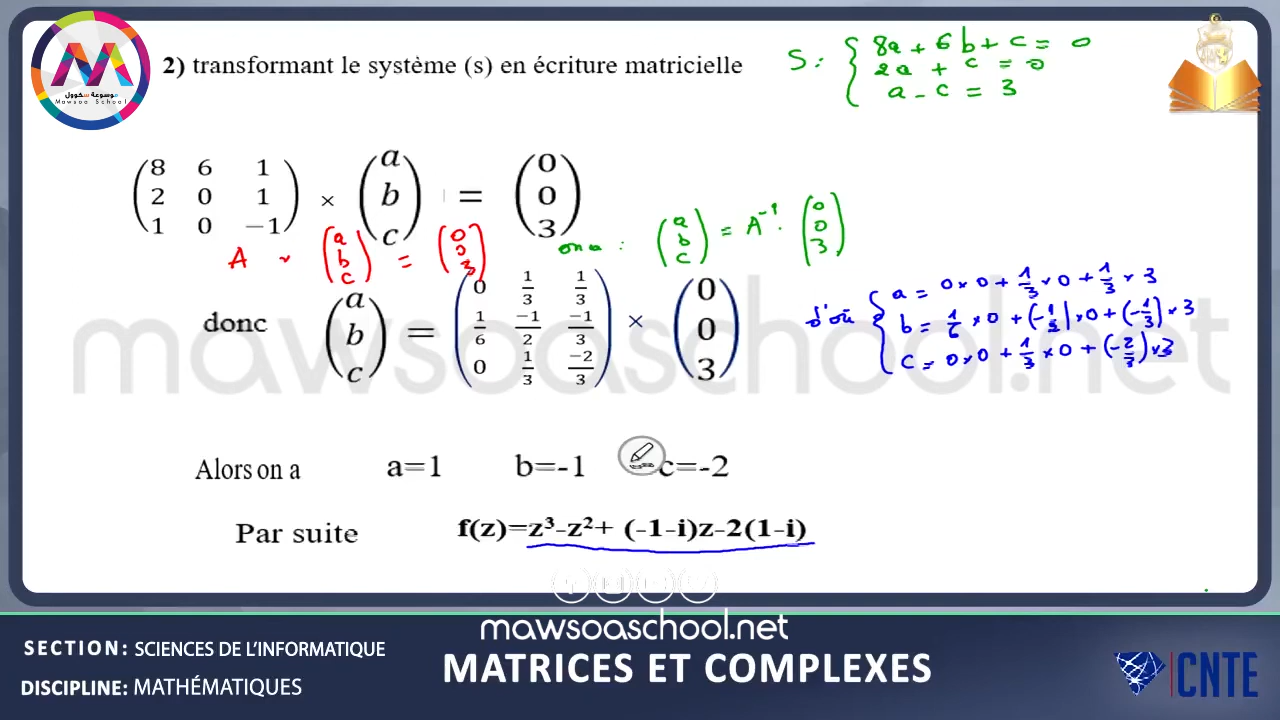 موسوعة سكوول
Mawsoa School
2) transformant le système (s) en écriture matricielle
S: { 8a + 6b + c = 0
2a + c = 0
a - c = 3
( 8 6 1 ) ( a ) ( 0 )
( 2 0 1 ) × ( b ) = ( 0 )
( 1 0 −1 ) ( c ) ( 3 )
A × ( a b c ) = ( 0 0 3 )
on a : ( a b c ) = A⁻¹ · ( 0 0 3 )
( a ) ( 0 1/3 1/3 ) ( 0 )
donc ( b ) = ( 1/6 −1/2 −1/3 ) × ( 0 )
( c ) ( 0 1/3 −2/3 ) ( 3 )
d'où { a = 0×0 + 1/3 × 0 + 1/3 × 3
b = 1/6 × 0 + (-1/2) × 0 + (-1/3) × 3
c = 0×0 + 1/3 × 0 + (-2/3) × 3
mawsoaschool.net
Alors on a a=1 b=-1 c=-2
Par suite f(z)=z³-z²+ (-1-i)z-2(1-i)
mawsoaschool.net
SECTION: SCIENCES DE L'INFORMATIQUE
DISCIPLINE: MATHÉMATIQUES
MATRICES ET COMPLEXES
CNTE